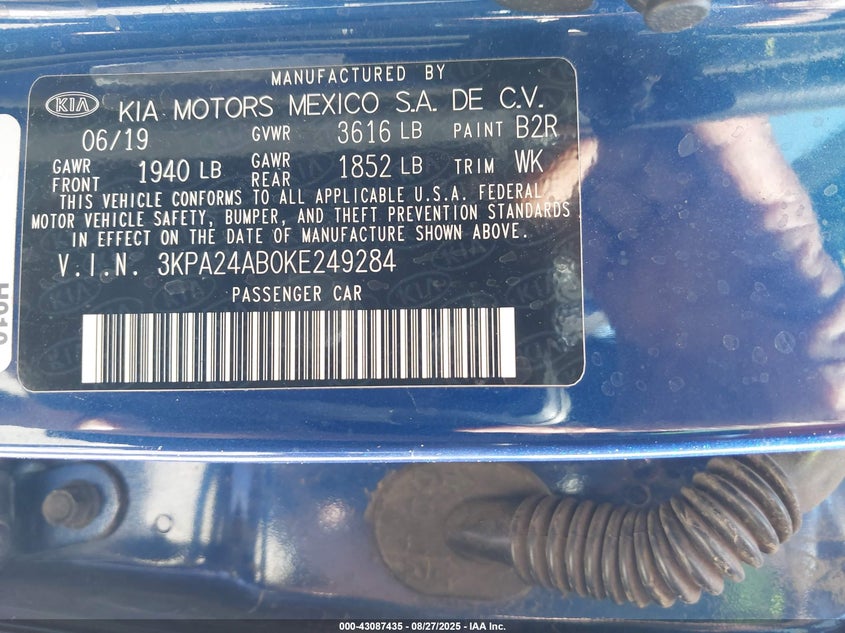 MANUFACTURED BY
KIA KIA MOTORS MEXICO S.A. DE C.V.
06/19 GVWR 3616 LB PAINT B2R
GAWR FRONT 1940 LB GAWR REAR 1852 LB TRIM WK
THIS VEHICLE CONFORMS TO ALL APPLICABLE U.S.A. FEDERAL
MOTOR VEHICLE SAFETY, BUMPER, AND THEFT PREVENTION STANDARDS
IN EFFECT ON THE DATE OF MANUFACTURE SHOWN ABOVE.
V.I.N. 3KPA24AB0KE249284
PASSENGER CAR
000-43087435 - 08/27/2025 - IAA Inc.